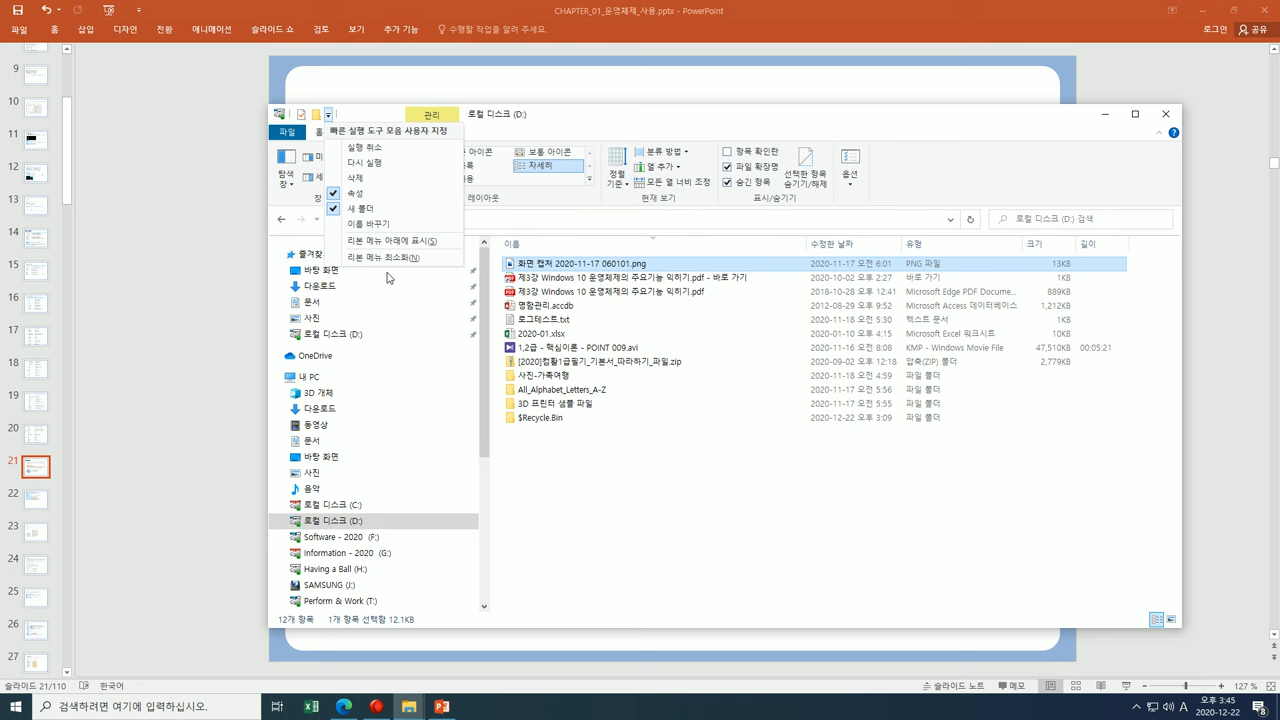 CHAPTER_01_운영체제_사용.pptx - PowerPoint
파일 홈 삽입 디자인 전환 애니메이션 슬라이드 쇼 검토 보기 추가 기능 수행할 작업을 알려 주세요. 로그인 공유
9
10
11
12
13
14
15
16
17
18
19
20
21
22
23
24
25
26
27
관리 로컬 디스크 (D:)
파일
빠른 실행 도구 모음 사용자 지정
실행 취소
다시 실행
삭제
속성
새 폴더
이름 바꾸기
리본 메뉴 아래에 표시(S)
리본 메뉴 최소화(N)
탐색
창
보통 아이콘
자세히
레이아웃
정렬
기준
분류 방법
열 추가
모든 열 너비 조정
현재 보기
항목 확인란
파일 확장명
숨긴 항목
선택한 항목
숨기기/해제
표시/숨기기
옵션
로컬 디스크 (D:) 검색
이름 수정한 날짜 유형 크기 길이
화면 캡처 2020-11-17 060101.png 2020-11-17 오전 6:01 PNG 파일 13KB
제3강 Windows 10 운영체제의 주요기능 익히기.pdf - 바로 가기 2020-11-17 오전 6:02 바로 가기 1KB
제3강 Windows 10 운영체제의 주요기능 익히기.pdf 2018-10-28 오후 12:41 Microsoft Edge PDF Docume...
명함관리.accdb 2012-08-29 오후 9:52 Microsoft Access 데이터베이스 1,212KB
로그테스트.txt 2020-11-18 오전 5:30 텍스트 문서 1KB
2020-01.xlsx 2020-01-10 오후 4:15 Microsoft Excel 워크시트 10KB
1,2급 - 핵심이론 - POINT 009.avi 2020-11-16 오후 8:08 KMP - Windows Movie File 47,510KB 00:05:21
[2020]컴활1급필기_기본서_따라하기_파일.zip 2020-09-02 오후 12:18 압축(ZIP) 폴더 2,779KB
사진-가족여행 2020-11-18 오전 4:59 파일 폴더
All_Alphabet_Letters_A-Z 2020-11-17 오전 5:56 파일 폴더
3D 프린터 샘플 파일 2020-11-17 오전 5:55 파일 폴더
$Recycle.Bin 2020-12-22 오후 3:09 파일 폴더
즐겨찾
바탕 화면
다운로드
문서
사진
로컬 디스크 (D:)
OneDrive
내 PC
3D 개체
다운로드
동영상
문서
바탕 화면
사진
음악
로컬 디스크 (C:)
로컬 디스크 (D:)
Software - 2020 (F:)
Information - 2020 (G:)
Having a Ball (H:)
SAMSUNG (J:)
Perform & Work (T:)
12개 항목 1개 항목 선택함 12.1KB
슬라이드 21/110 한국어 슬라이드 노트 메모 127 %
검색하려면 여기에 입력하십시오. A 오후 3:45
2020-12-22 8